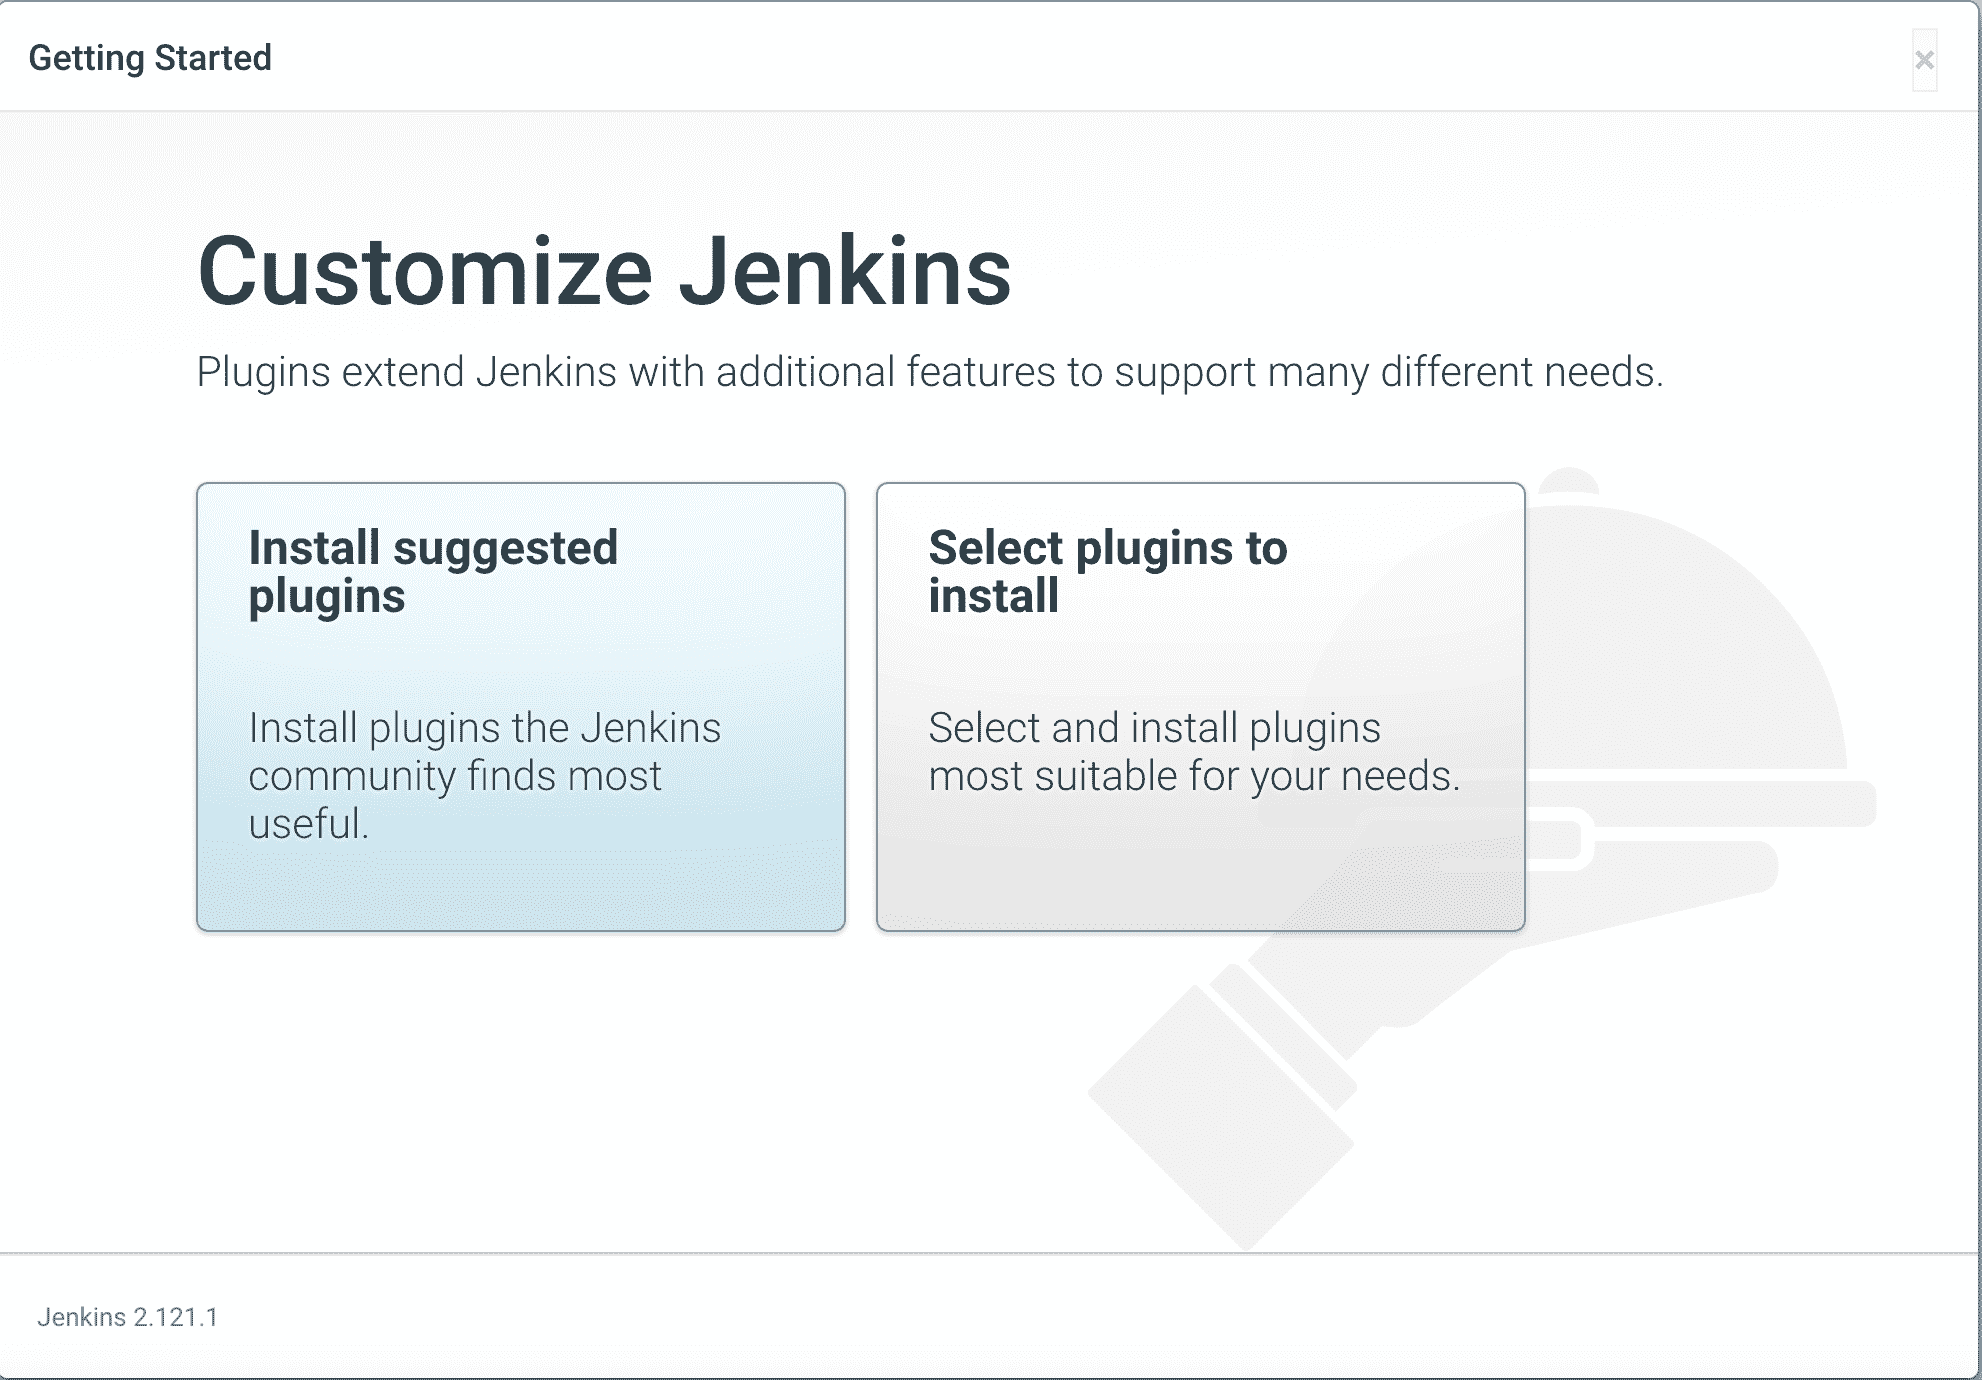 Getting Started
Customize Jenkins
Plugins extend Jenkins with additional features to support many different needs.
Install suggested
plugins
Install plugins the Jenkins
community finds most
useful.
Select plugins to
install
Select and install plugins
most suitable for your needs.
Jenkins 2.121.1